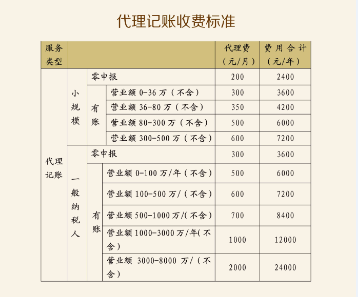 代理记账收费标准
服务类型 代理费(元/月) 费用合计(元/年)
代理记账
小规模
零申报 200 2400
有账
营业额 0-36 万 (不含) 300 3600
营业额 36-80 万 (不含) 350 4200
营业额 80-300 万 (不含) 500 6000
营业额 300-500 万 (不含) 600 7200
一般纳税人
零申报 300 3600
有账
营业额 0-100 万/年(不含) 500 6000
营业额 100-500 万/ (不含) 600 7200
营业额 500-1000 万/(不含) 700 8400
营业额 1000-3000 万/年(不含) 1000 12000
营业额 3000-8000 万/ (不含) 2000 24000